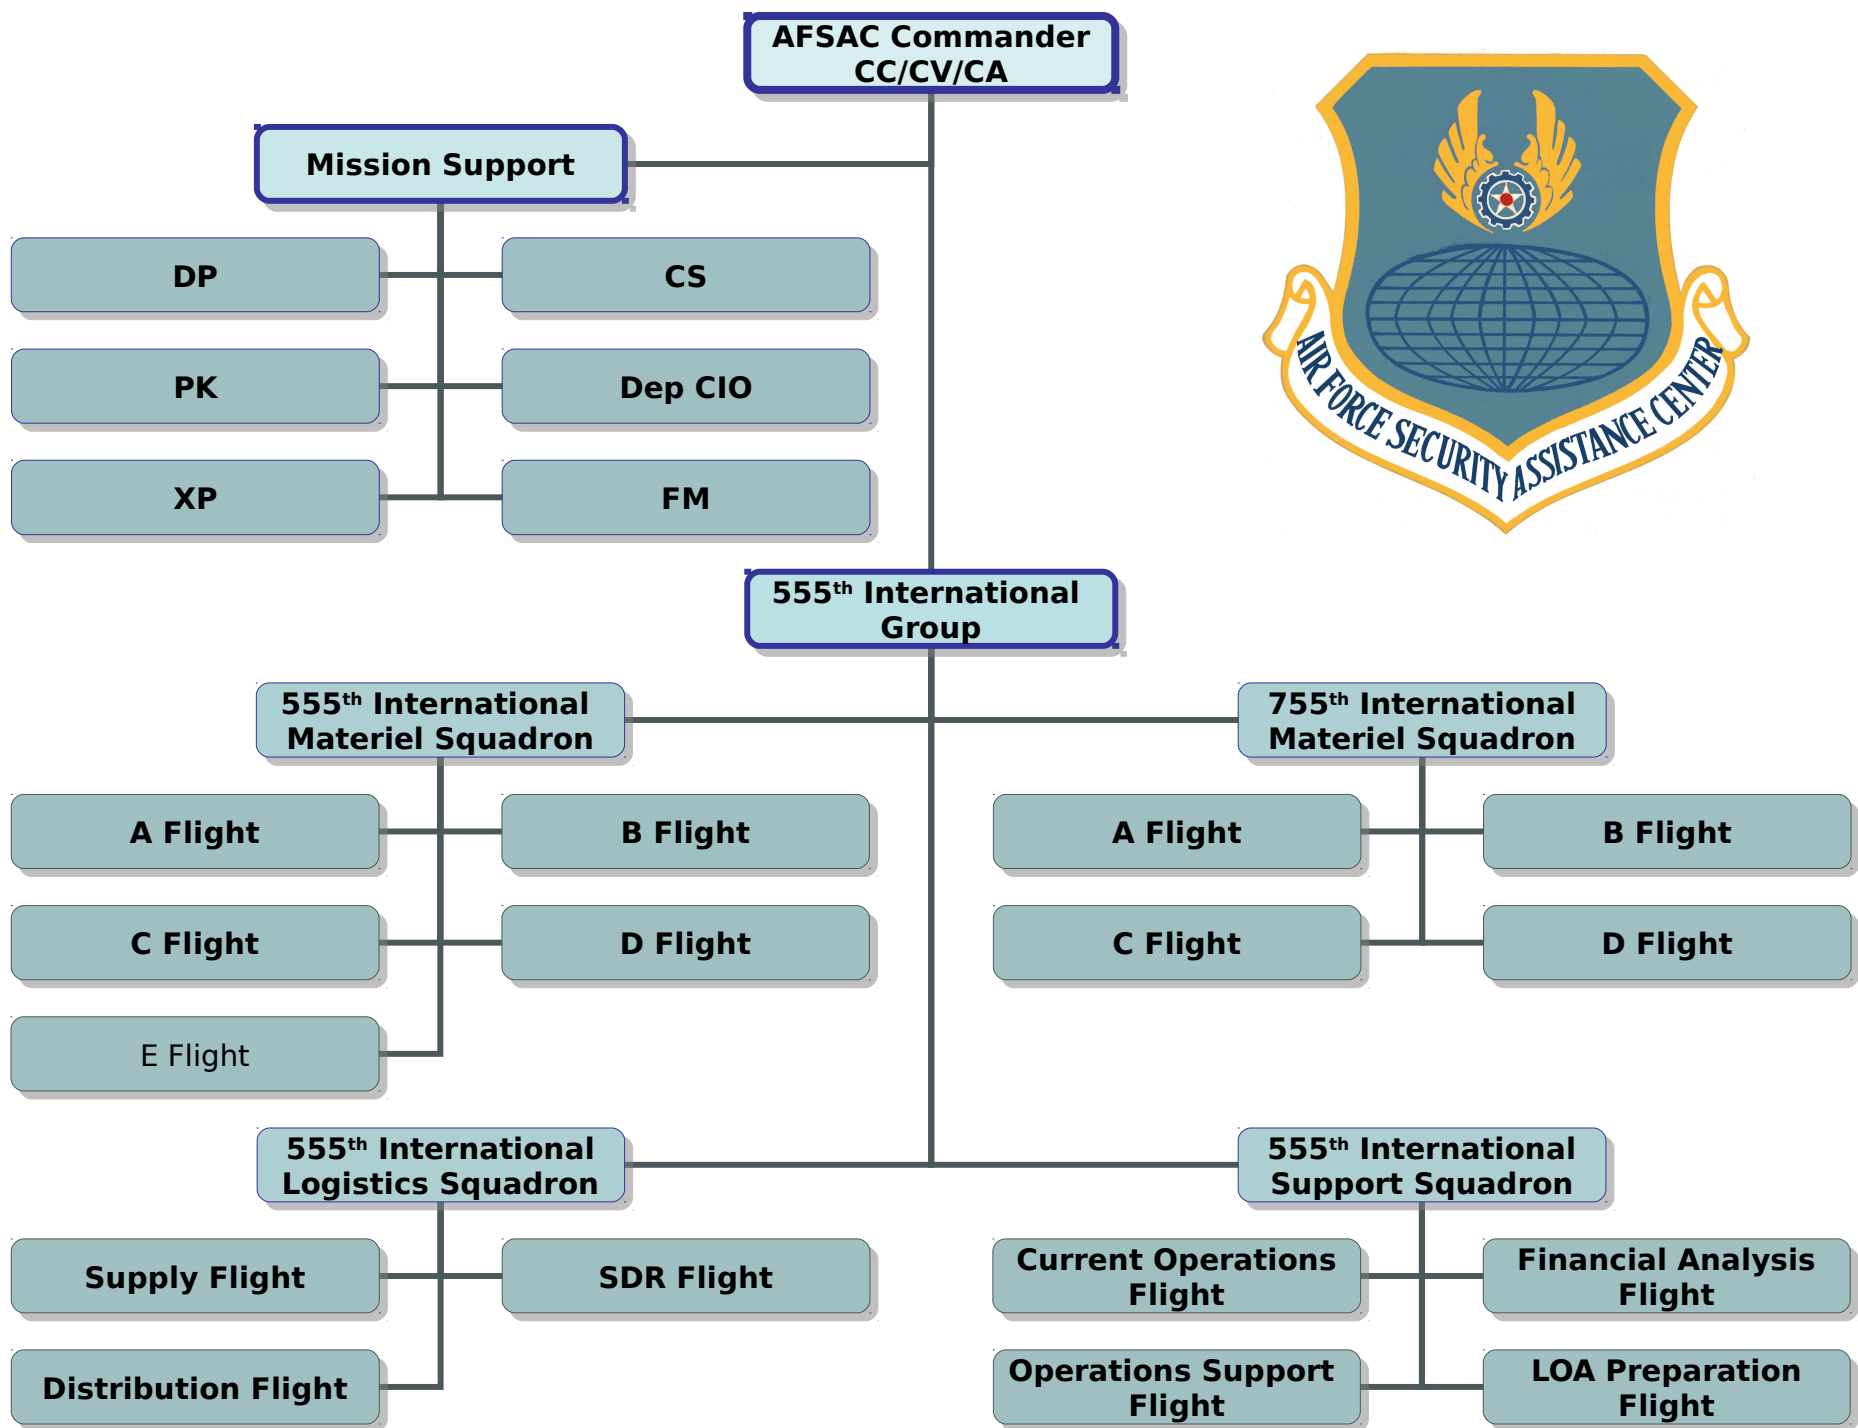 AFSAC Commander
CC/CV/CA
Mission Support
DP
CS
PK
Dep CIO
XP
FM
AIR FORCE SECURITY ASSISTANCE CENTER
555th International
Group
555th International
Materiel Squadron
755th International
Materiel Squadron
A Flight
B Flight
A Flight
B Flight
C Flight
D Flight
C Flight
D Flight
E Flight
555th International
Logistics Squadron
555th International
Support Squadron
Supply Flight
SDR Flight
Current Operations
Flight
Financial Analysis
Flight
Distribution Flight
Operations Support
Flight
LOA Preparation
Flight